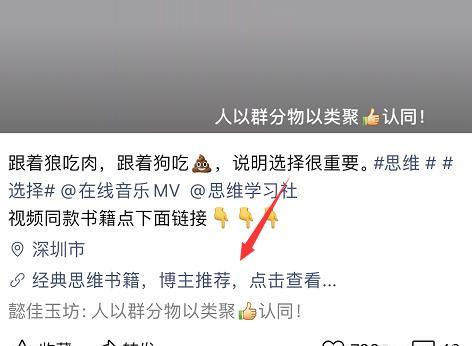 人以群分物以类聚👍认同！
跟着狼吃肉，跟着狗吃💩，说明选择很重要。#思维 # #
选择# @在线音乐MV @思维学习社
视频同款书籍点下面链接👇👇👇
深圳市
经典思维书籍，博主推荐，点击查看...
懿佳玉坊: 人以群分物以类聚👍认同！